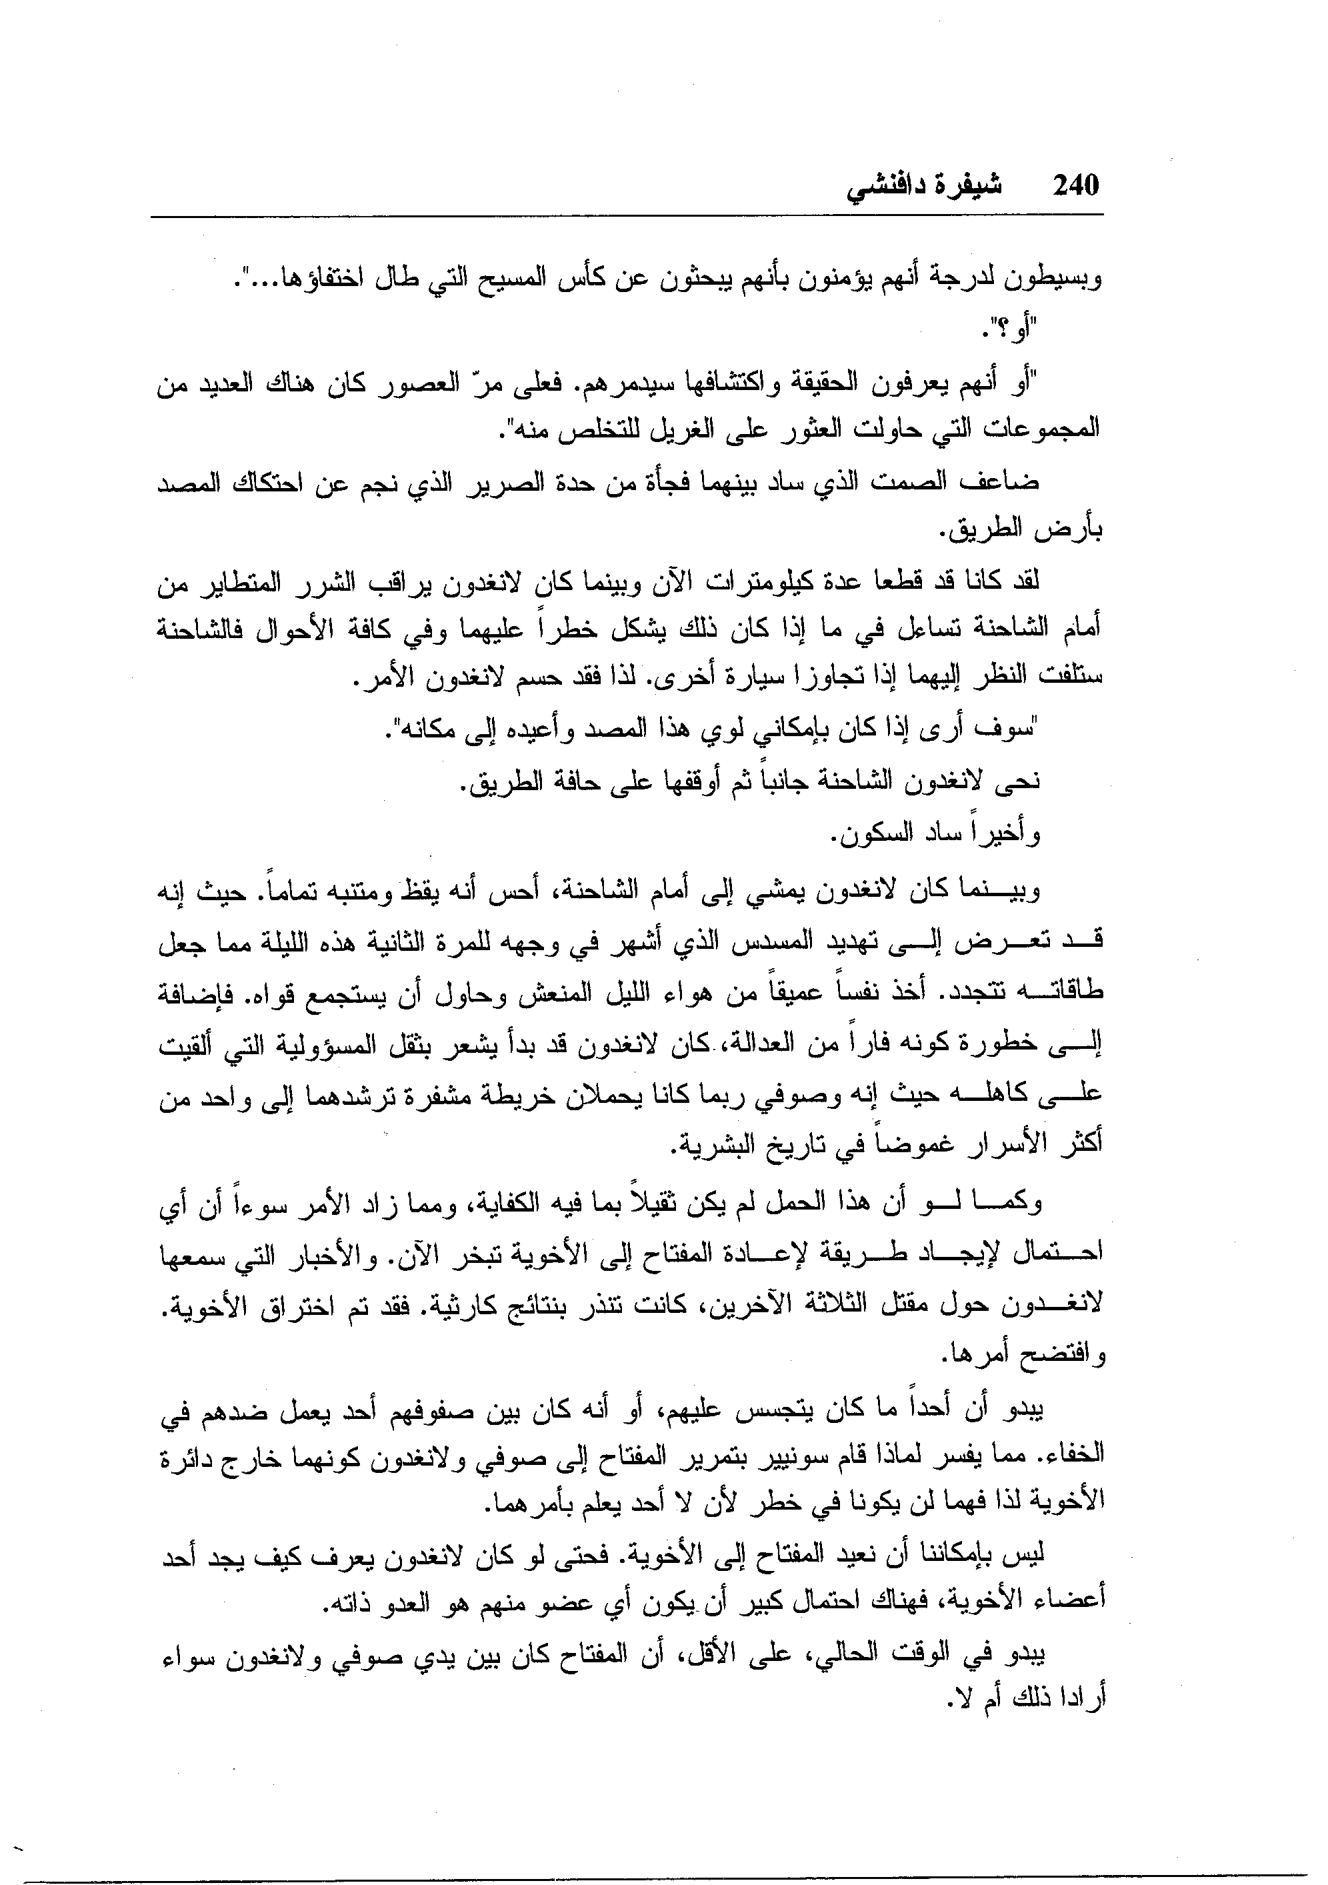 240 شيفرة دافنشي
وبسيطون لدرجة أنهم يؤمنون بأنهم يبحثون عن كأس المسيح التي طال اختفاؤها...".
"أو؟".
"أو أنهم يعرفون الحقيقة واكتشافها سيدمرهم. فعلى مرّ العصور كان هناك العديد من
المجموعات التي حاولت العثور على الغريل للتخلص منه".
ضاعف الصمت الذي ساد بينهما فجأة من حدة الصرير الذي نجم عن احتكاك المصد
بأرض الطريق.
لقد كانا قد قطعا عدة كيلومترات الآن وبينما كان لانغدون يراقب الشرر المتطاير من
أمام الشاحنة تساءل في ما إذا كان ذلك يشكل خطراً عليهما وفي كافة الأحوال فالشاحنة
ستلفت النظر إليهما إذا تجاوزا سيارة أخرى. لذا فقد حسم لانغدون الأمر.
"سوف أرى إذا كان بإمكاني لوي هذا المصد وأعيده إلى مكانه".
نحى لانغدون الشاحنة جانباً ثم أوقفها على حافة الطريق.
وأخيراً ساد السكون.
وبينما كان لانغدون يمشي إلى أمام الشاحنة، أحس أنه يقظ ومتنبه تماماً. حيث إنه
قد تعرض إلى تهديد المسدس الذي أشهر في وجهه للمرة الثانية هذه الليلة مما جعل
طاقاته تتجدد. أخذ نفساً عميقاً من هواء الليل المنعش وحاول أن يستجمع قواه. فإضافة
إلى خطورة كونه فاراً من العدالة، كان لانغدون قد بدأ يشعر بثقل المسؤولية التي ألقيت
على كاهله حيث إنه وصوفي ربما كانا يحملان خريطة مشفرة ترشدهما إلى واحد من
أكثر الأسرار غموضاً في تاريخ البشرية.
وكما لو أن هذا الحمل لم يكن ثقيلاً بما فيه الكفاية، ومما زاد الأمر سوءاً أن أي
احتمال لإيجاد طريقة لإعادة المفتاح إلى الأخوية تبخر الآن. والأخبار التي سمعها
لانغدون حول مقتل الثلاثة الآخرين، كانت تنذر بنتائج كارثية. فقد تم اختراق الأخوية.
وافتضح أمرها.
يبدو أن أحداً ما كان يتجسس عليهم، أو أنه كان بين صفوفهم أحد يعمل ضدهم في
الخفاء. مما يفسر لماذا قام سونيير بتمرير المفتاح إلى صوفي ولانغدون كونهما خارج دائرة
الأخوية لذا فهما لن يكونا في خطر لأن لا أحد يعلم بأمرهما.
ليس بإمكاننا أن نعيد المفتاح إلى الأخوية. فحتى لو كان لانغدون يعرف كيف يجد أحد
أعضاء الأخوية، فهناك احتمال كبير أن يكون أي عضو منهم هو العدو ذاته.
يبدو في الوقت الحالي، على الأقل، أن المفتاح كان بين يدي صوفي ولانغدون سواء
أرادا ذلك أم لا.